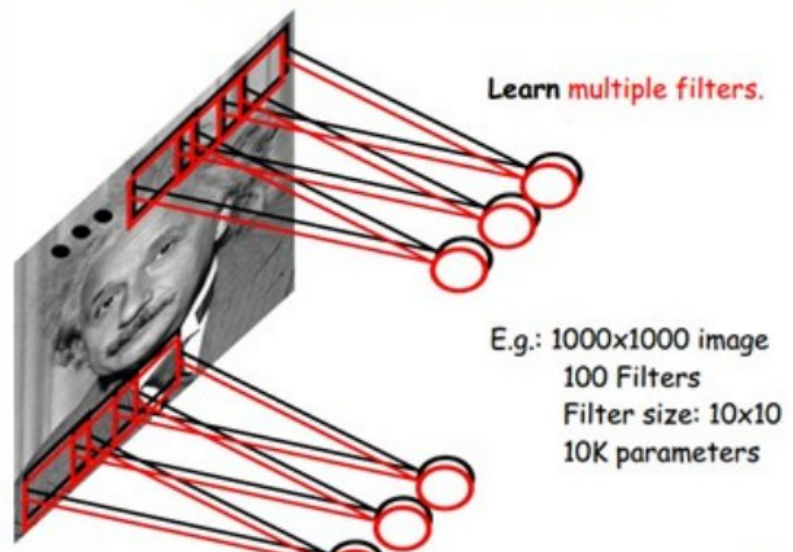 Learn multiple filters.
E.g.: 1000x1000 image
100 Filters
Filter size: 10x10
10K parameters